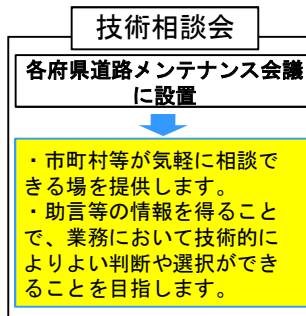 技術相談会
各府県道路メンテナンス会議
に設置
・市町村等が気軽に相談で
きる場を提供します。
・助言等の情報を得ること
で、業務において技術的に
よりよい判断や選択ができ
ることを目指します。